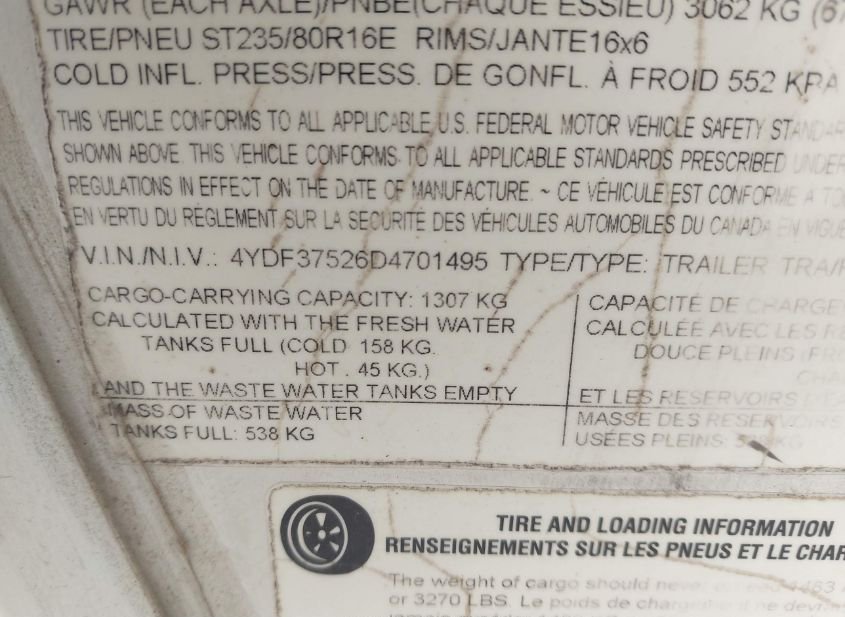 GAWR (EACH AXLE)/PNBE(CHAQUE ESSIEU) 3062 KG
TIRE/PNEU ST235/80R16E RIMS/JANTE16x6
COLD INFL. PRESS/PRESS. DE GONFL. À FROID 552 KPA
THIS VEHICLE CONFORMS TO ALL APPLICABLE U.S. FEDERAL MOTOR VEHICLE SAFETY
SHOWN ABOVE. THIS VEHICLE CONFORMS TO ALL APPLICABLE STANDARDS PRESCRIBED UNDER
REGULATIONS IN EFFECT ON THE DATE OF MANUFACTURE. ~ CE VÉHICULE EST CONFORME A
EN VERTU DU RÈGLEMENT SUR LA SÉCURITÉ DES VÉHICULES AUTOMOBILES DU CANADA EN
V.I.N./N.I.V.: 4YDF37526D4701495 TYPE/TYPE: TRAILER
CARGO-CARRYING CAPACITY: 1307 KG
CALCULATED WITH THE FRESH WATER
TANKS FULL (COLD 158 KG.
HOT . 45 KG.)
AND THE WASTE WATER TANKS EMPTY
MASS OF WASTE WATER
TANKS FULL: 538 KG
CAPACITÉ DE
CALCULÉE AVEC LES
DOUCE PLEINS
ET LES RESERVOIRS
MASSE DES RESERVOIRS
USÉES PLEINS: KG
TIRE AND LOADING INFORMATION
RENSEIGNEMENTS SUR LES PNEUS ET LE
The weight of cargo should never
or 3270 LBS. Le poids de ne